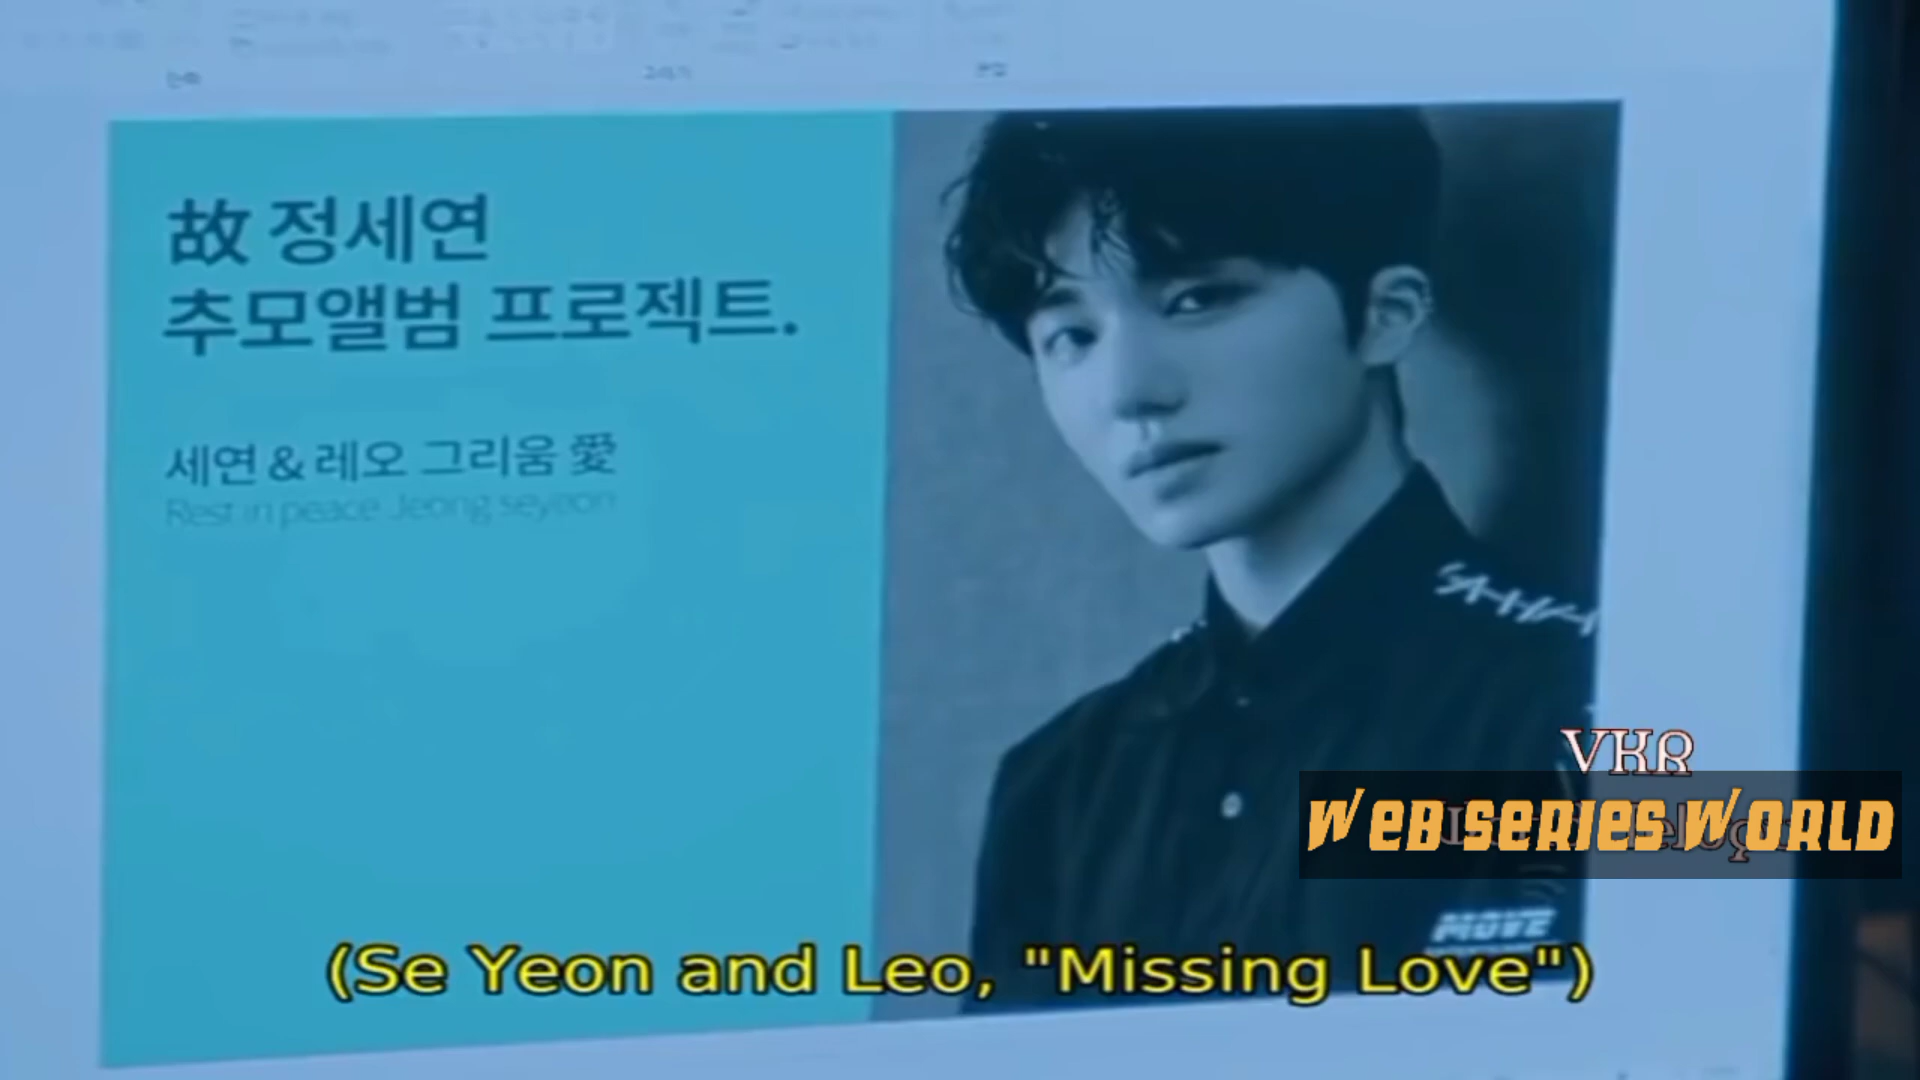 故 정세연
추모앨범 프로젝트.
세연 & 레오 그리움 愛
Rest in peace Jeong seyeon
VKR
WEB SERIES WORLD
MOVE
(Se Yeon and Leo, "Missing Love")